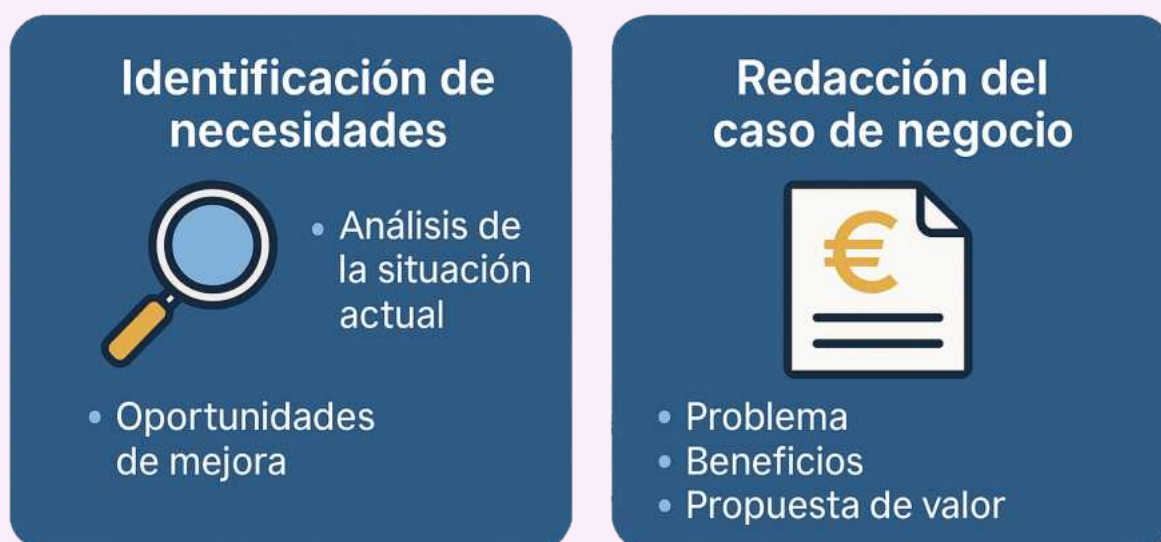 Identificación de
necesidades
• Análisis de
la situación
actual
• Oportunidades
de mejora
Redacción del
caso de negocio
€
• Problema
• Beneficios
• Propuesta de valor